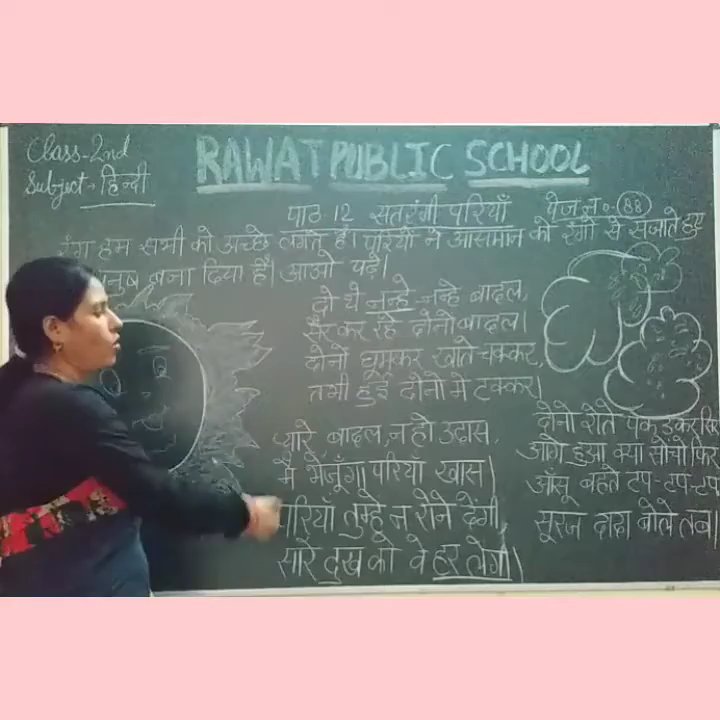 Class-2nd
Subject - हिन्दी
RAWAT PUBLIC SCHOOL
पाठ-12 सतरंगी परियाँ पेज न०-(88)
रंग हम सभी को अच्छे लगते हैं। परियों ने आसमान को रंगों से सजाते हुए
नुष बना दिया है। आओ पढ़ें।
दो थे नन्हे-नन्हे बादल,
सैर कर रहे दोनों बादल।
दोनों घूमकर खाते चक्कर,
तभी हुई दोनों में टक्कर।
दोनों रोते पकड़कर सिर
आगे हुआ क्या सोचो फिर
आँसू बहते टप-टप-टप
सूरज दादा बोले तब।
प्यारे बादल, न हो उदास,
मैं भेजूँगा परियाँ खास।
परियाँ तुम्हे न रोने देंगी,
सारे दुख को वे हर लेंगी।